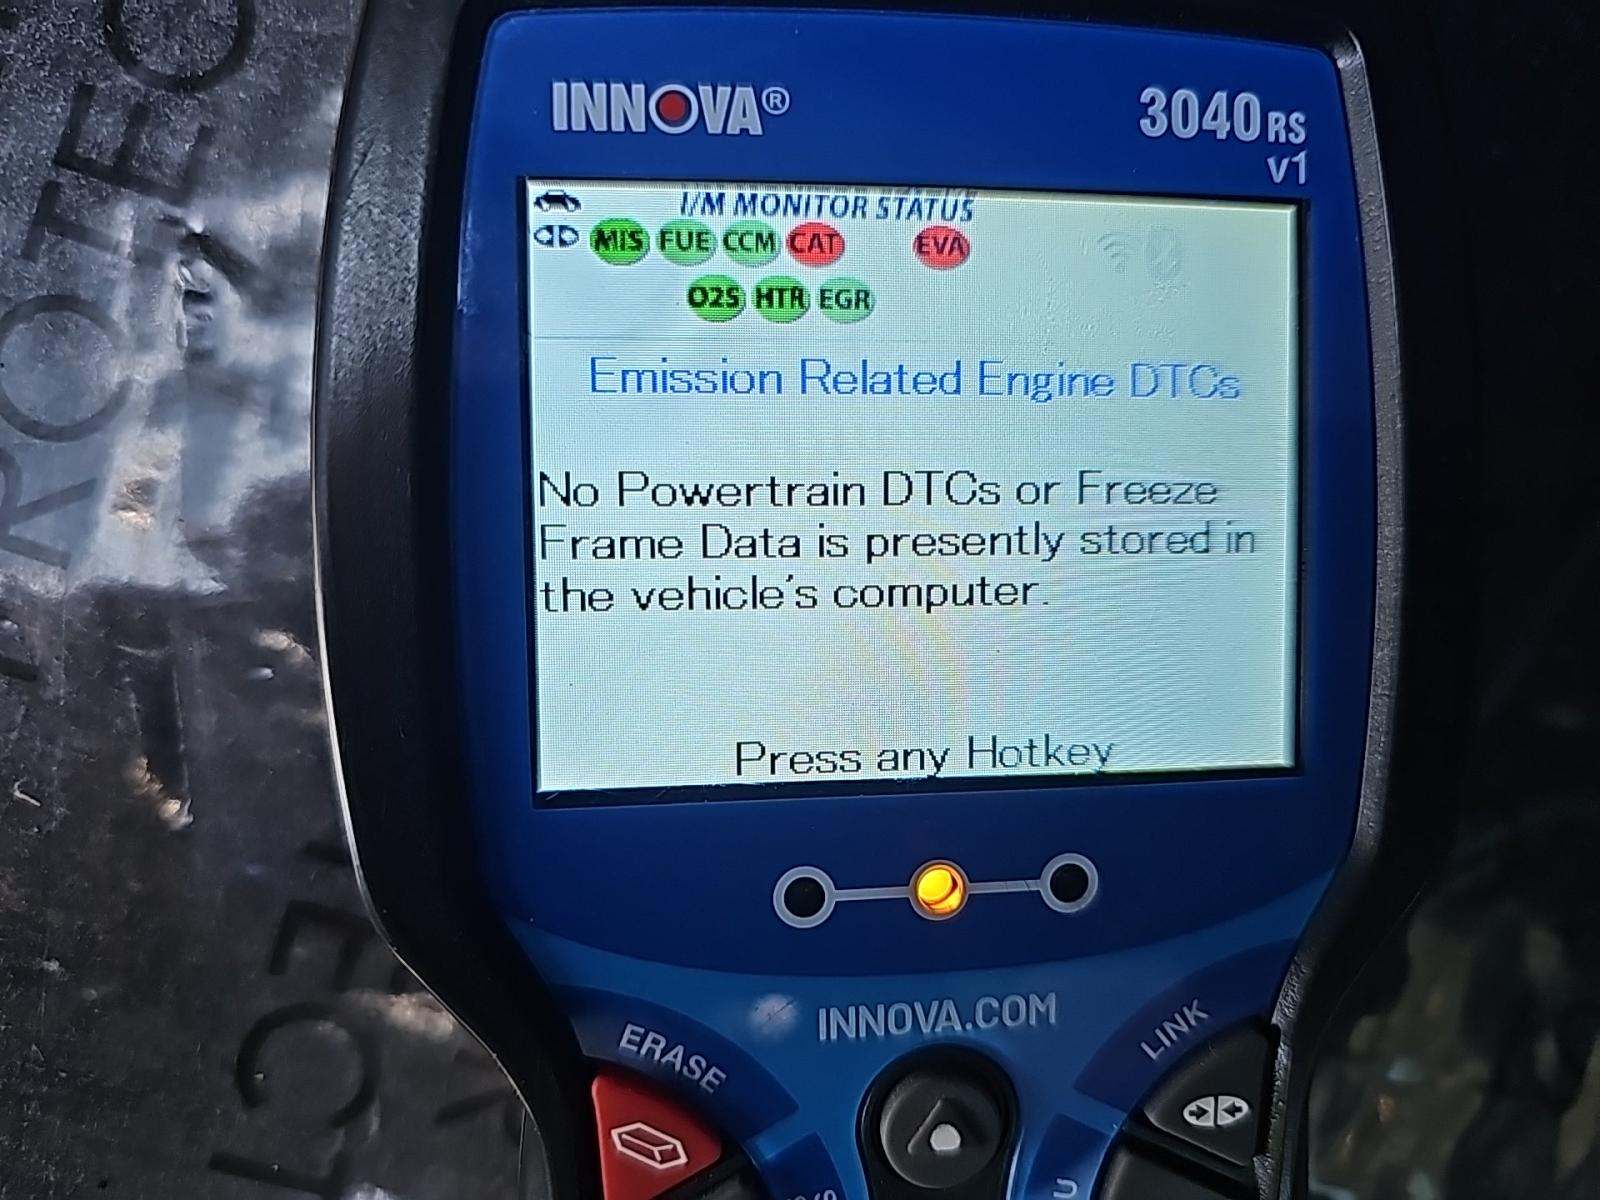 INNOVA®
3040RS
v1
I/M MONITOR STATUS
MIS FUE CCM CAT EVA
O2S HTR EGR
Emission Related Engine DTCs
No Powertrain DTCs or Freeze
Frame Data is presently stored in
the vehicle's computer.
Press any Hotkey
INNOVA.COM
ERASE
LINK